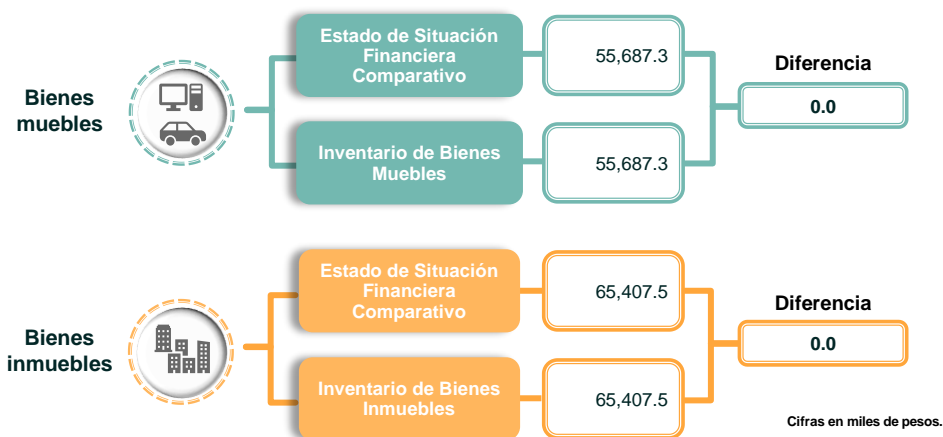 Estado de Situación
Financiera
Comparativo
55,687.3
Diferencia
0.0
Bienes
muebles
Inventario de Bienes
Muebles
55,687.3
Estado de Situación
Financiera
Comparativo
65,407.5
Diferencia
0.0
Bienes
inmuebles
Inventario de Bienes
Inmuebles
65,407.5
Cifras en miles de pesos.